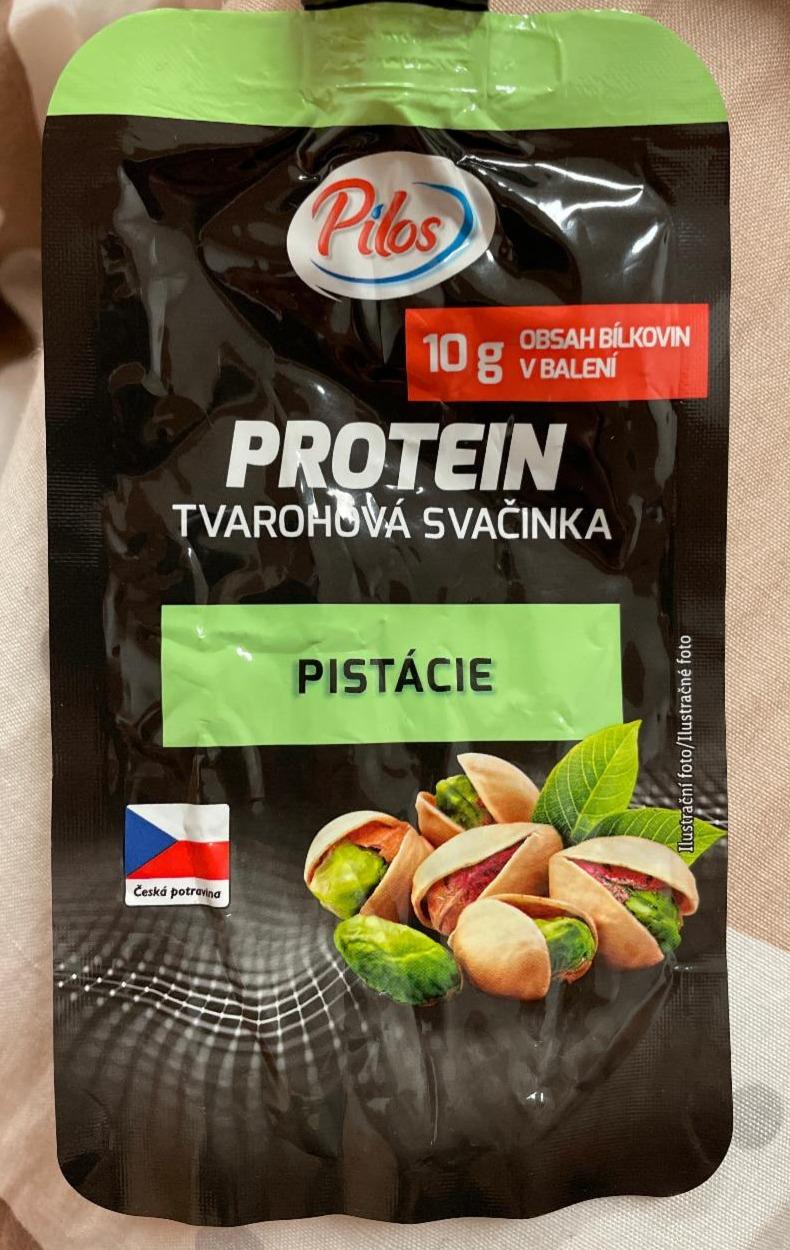 Pilos
10 g
OBSAH BÍLKOVIN
V BALENÍ
PROTEIN
TVAROHOVÁ SVAČINKA
PISTÁCIE
Ilustrační foto/Ilustračné foto
Česká potravina